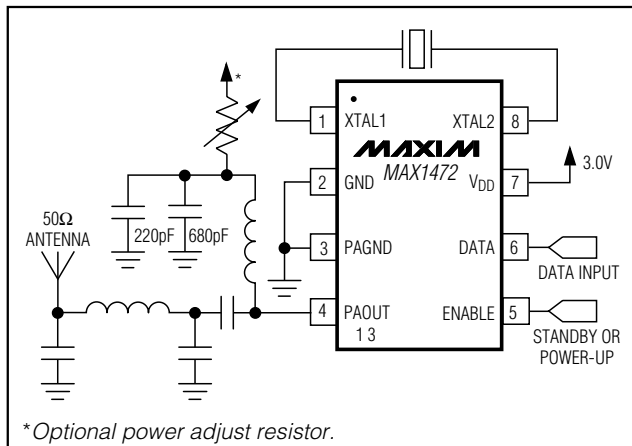 *
1 XTAL1 XTAL2 8
MAXIM
MAX1472
2 GND VDD 7 3.0V
50Ω
ANTENNA
220pF 680pF
3 PAGND DATA 6
DATA INPUT
4 PAOUT ENABLE 5
1 3
STANDBY OR
POWER-UP
*Optional power adjust resistor.